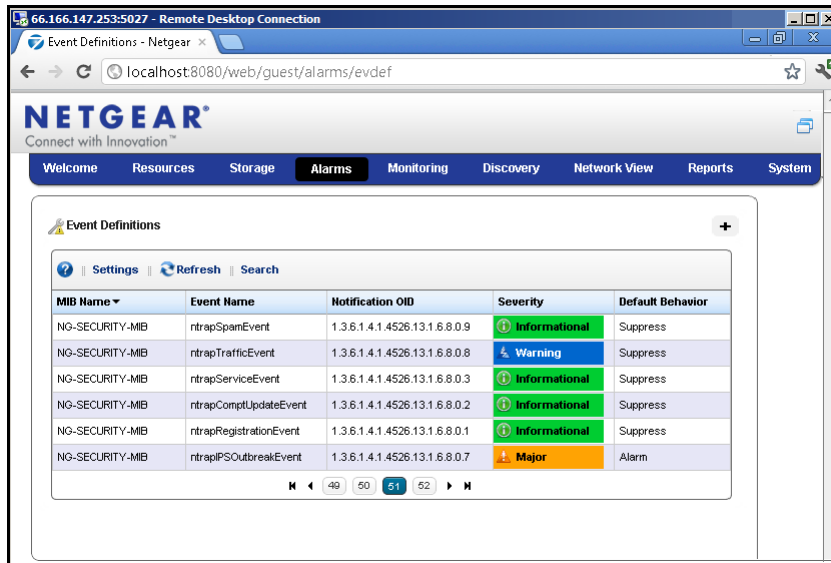 66.166.147.253:5027 - Remote Desktop Connection
Event Definitions - Netgear
localhost:8080/web/guest/alarms/evdef
NETGEAR®
Connect with Innovation™
Welcome Resources Storage Alarms Monitoring Discovery Network View Reports System
Event Definitions
Settings || Refresh || Search
MIB Name Event Name Notification OID Severity Default Behavior
NG-SECURITY-MIB ntrapSpamEvent 1.3.6.1.4.1.4526.13.1.6.8.0.9 Informational Suppress
NG-SECURITY-MIB ntrapTrafficEvent 1.3.6.1.4.1.4526.13.1.6.8.0.8 Warning Suppress
NG-SECURITY-MIB ntrapServiceEvent 1.3.6.1.4.1.4526.13.1.6.8.0.3 Informational Suppress
NG-SECURITY-MIB ntrapComptUpdateEvent 1.3.6.1.4.1.4526.13.1.6.8.0.2 Informational Suppress
NG-SECURITY-MIB ntrapRegistrationEvent 1.3.6.1.4.1.4526.13.1.6.8.0.1 Informational Suppress
NG-SECURITY-MIB ntrapIPSOutbreakEvent 1.3.6.1.4.1.4526.13.1.6.8.0.7 Major Alarm
49 50 51 52